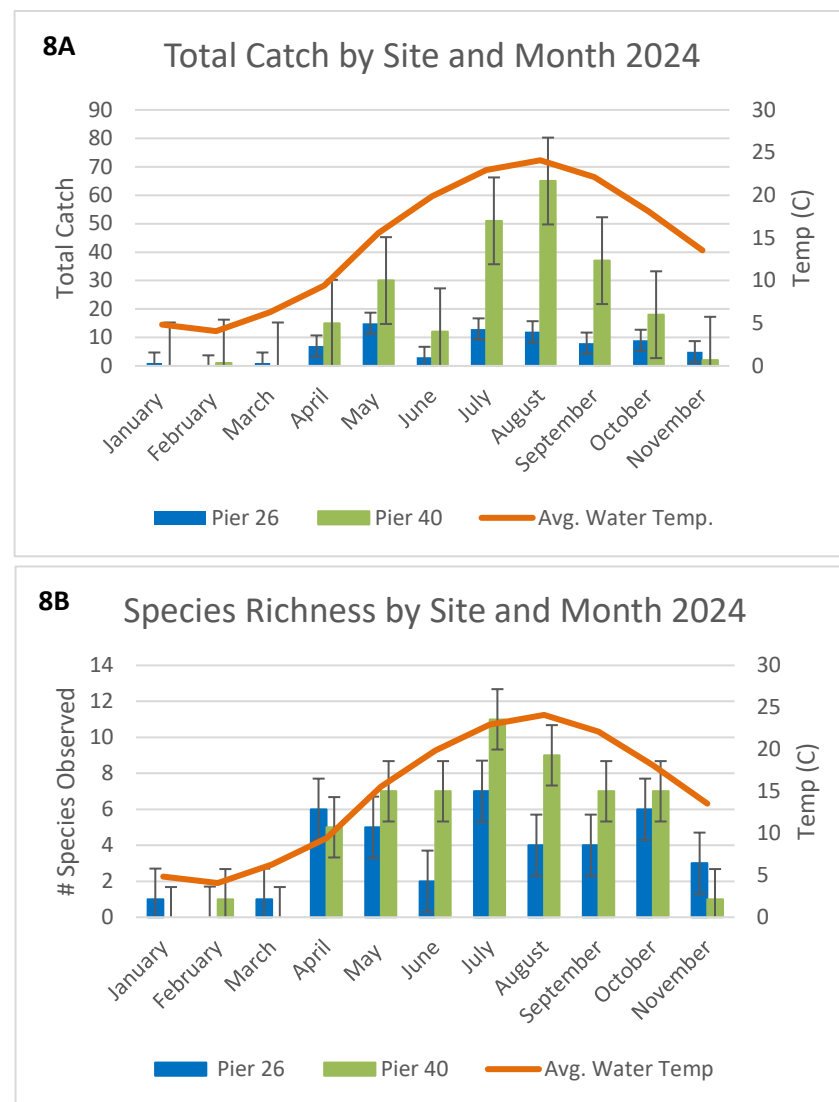 8A
Total Catch by Site and Month 2024
Total Catch
90
80
70
60
50
40
30
20
10
0
30
25
20
15
10
5
0
Temp (C)
January
February
March
April
May
June
July
August
September
October
November
Pier 26
Pier 40
Avg. Water Temp.
8B
Species Richness by Site and Month 2024
# Species Observed
14
12
10
8
6
4
2
0
30
25
20
15
10
5
0
Temp (C)
January
February
March
April
May
June
July
August
September
October
November
Pier 26
Pier 40
Avg. Water Temp